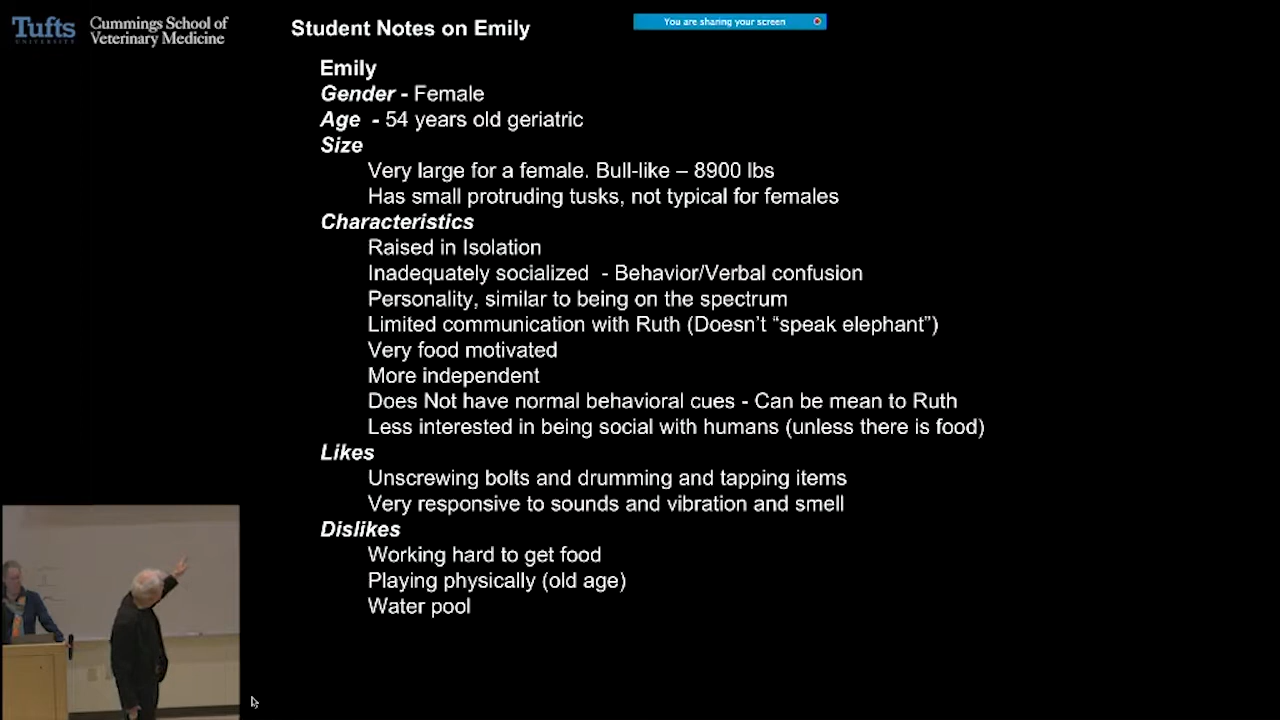 Tufts
UNIVERSITY
Cummings School of
Veterinary Medicine
You are sharing your screen
Student Notes on Emily
Emily
Gender - Female
Age - 54 years old geriatric
Size
Very large for a female. Bull-like – 8900 lbs
Has small protruding tusks, not typical for females
Characteristics
Raised in Isolation
Inadequately socialized - Behavior/Verbal confusion
Personality, similar to being on the spectrum
Limited communication with Ruth (Doesn't “speak elephant”)
Very food motivated
More independent
Does Not have normal behavioral cues - Can be mean to Ruth
Less interested in being social with humans (unless there is food)
Likes
Unscrewing bolts and drumming and tapping items
Very responsive to sounds and vibration and smell
Dislikes
Working hard to get food
Playing physically (old age)
Water pool